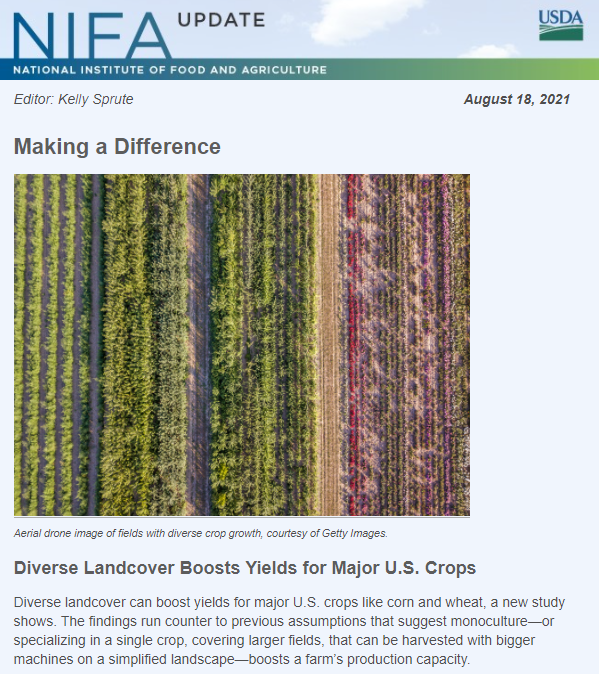 NIFA UPDATE
USDA
NATIONAL INSTITUTE OF FOOD AND AGRICULTURE
Editor: Kelly Sprute
August 18, 2021
Making a Difference
Aerial drone image of fields with diverse crop growth, courtesy of Getty Images.
Diverse Landcover Boosts Yields for Major U.S. Crops
Diverse landcover can boost yields for major U.S. crops like corn and wheat, a new study
shows. The findings run counter to previous assumptions that suggest monoculture—or
specializing in a single crop, covering larger fields, that can be harvested with bigger
machines on a simplified landscape—boosts a farm's production capacity.